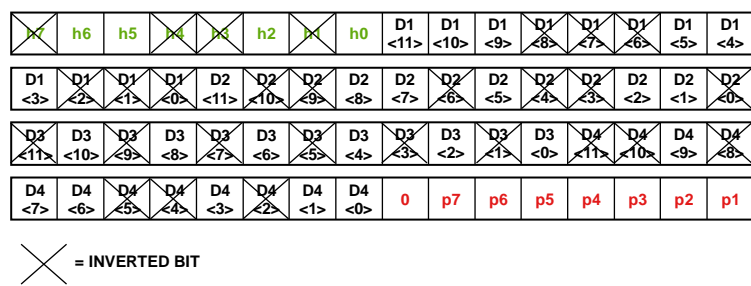 h7 h6 h5 h4 h3 h2 h1 h0 D1 D1 D1 D1 D1 D1 D1 D1
<11> <10> <9> <8> <7> <6> <5> <4>
D1 D1 D1 D1 D2 D2 D2 D2 D2 D2 D2 D2 D2 D2 D2 D2
<3> <2> <1> <0> <11> <10> <9> <8> <7> <6> <5> <4> <3> <2> <1> <0>
D3 D3 D3 D3 D3 D3 D3 D3 D3 D3 D3 D3 D4 D4 D4 D4
<11> <10> <9> <8> <7> <6> <5> <4> <3> <2> <1> <0> <11> <10> <9> <8>
D4 D4 D4 D4 D4 D4 D4 D4 0 p7 p6 p5 p4 p3 p2 p1
<7> <6> <5> <4> <3> <2> <1> <0>
= INVERTED BIT